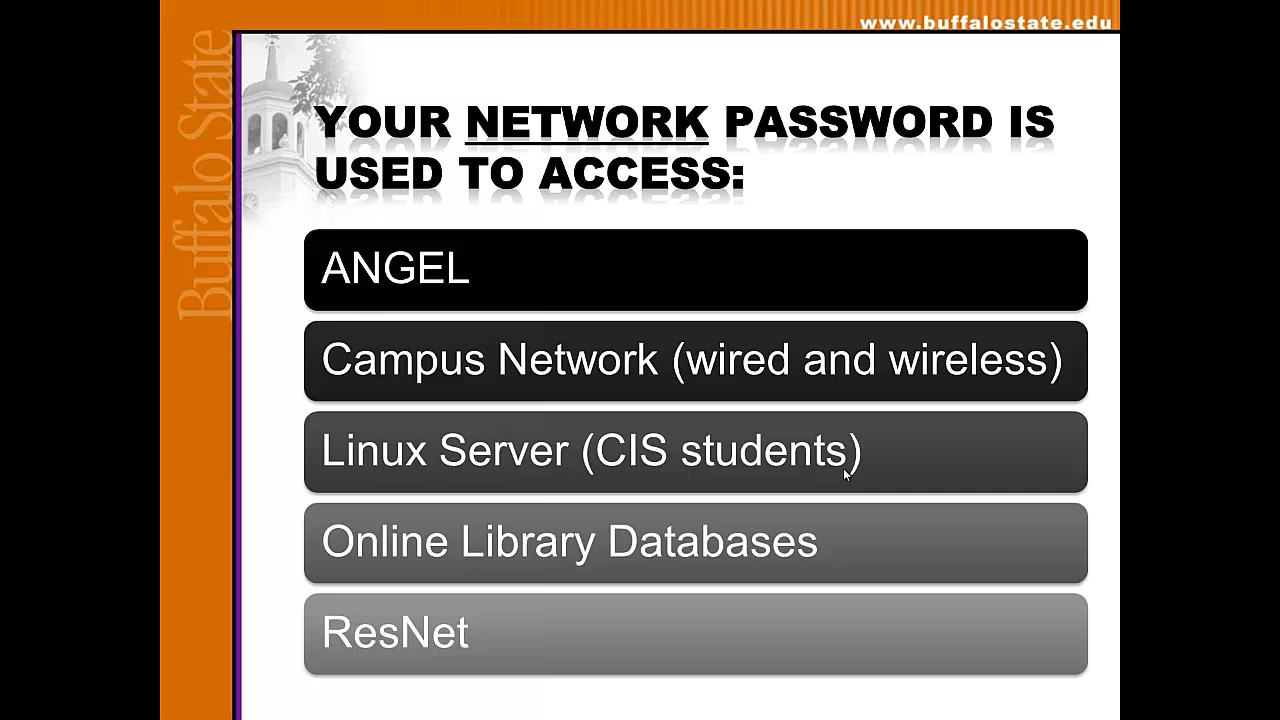 www.buffalostate.edu
Buffalo State
YOUR NETWORK PASSWORD IS
USED TO ACCESS:
ANGEL
Campus Network (wired and wireless)
Linux Server (CIS students)
Online Library Databases
ResNet